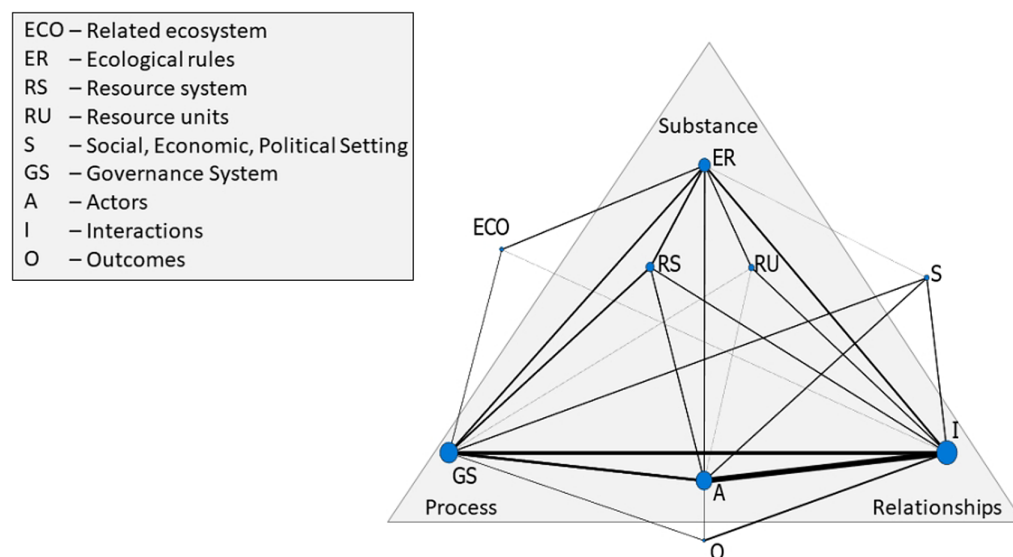 ECO – Related ecosystem
ER – Ecological rules
RS – Resource system
RU – Resource units
S – Social, Economic, Political Setting
GS – Governance System
A – Actors
I – Interactions
O – Outcomes
Substance
ER
ECO
RS
RU
S
I
GS
A
Process
Relationships
O